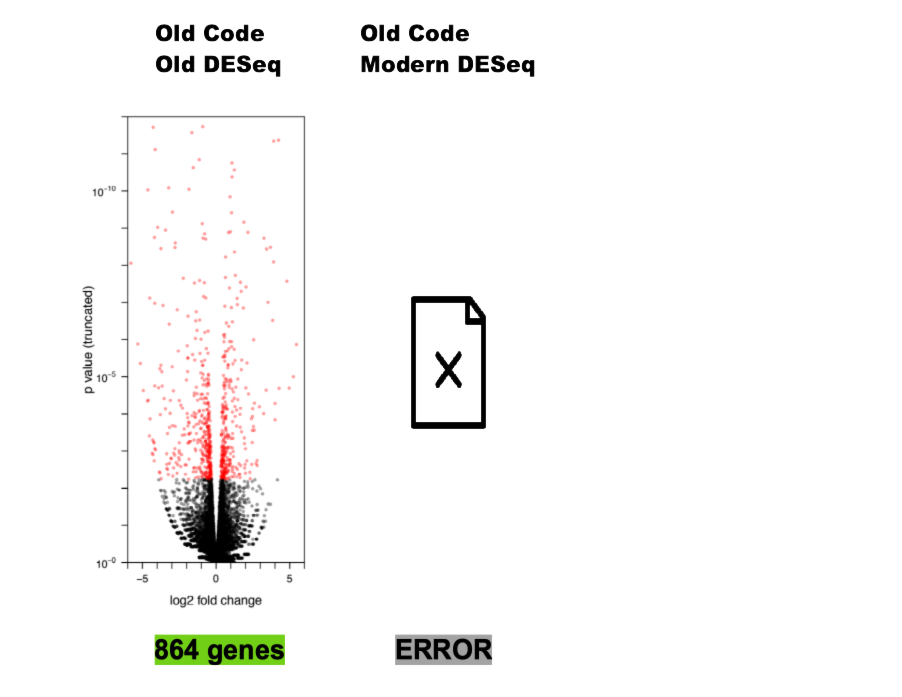 Old Code
Old DESeq
Old Code
Modern DESeq
10⁻¹⁰
10⁻⁵
10⁻⁰
p value (truncated)
−5 0 5
log2 fold change
X
864 genes
ERROR